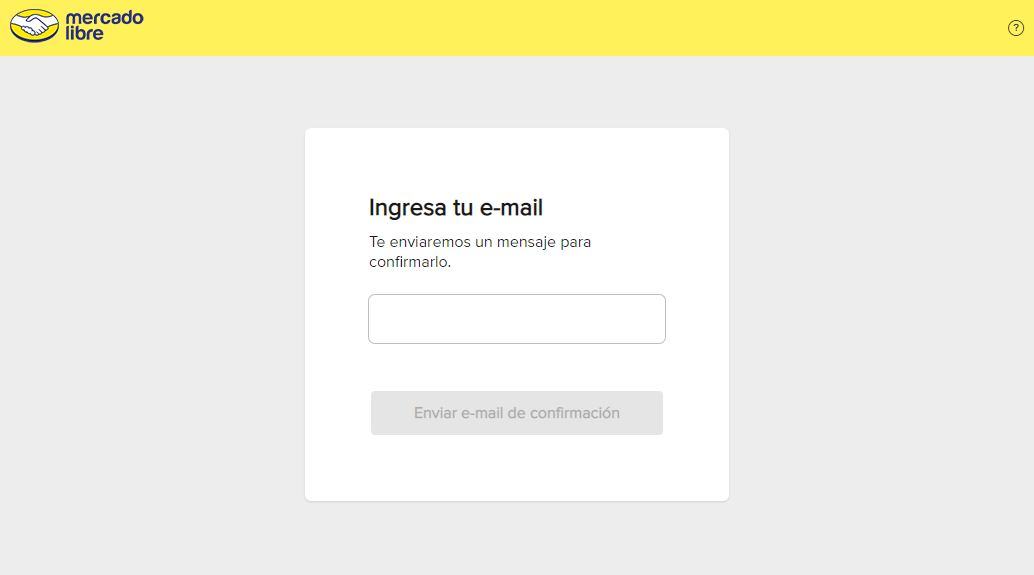 mercado
libre
?
Ingresa tu e-mail
Te enviaremos un mensaje para
confirmarlo.
Enviar e-mail de confirmación